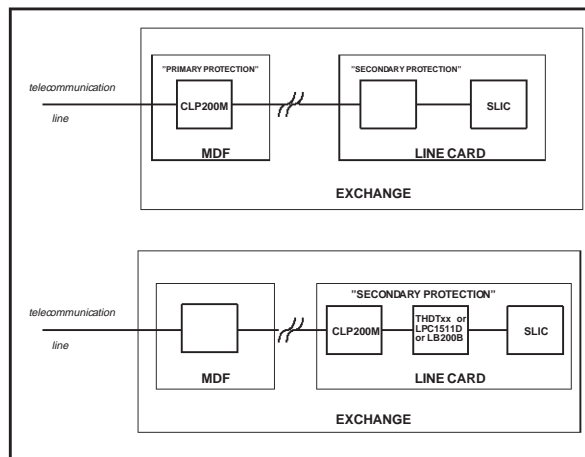 "PRIMARY PROTECTION"
"SECONDARY PROTECTION"
telecommunication
line
CLP200M
SLIC
MDF
LINE CARD
EXCHANGE
"SECONDARY PROTECTION"
telecommunication
line
CLP200M
THDTxx or
LPC1511D
or LB200B
SLIC
MDF
LINE CARD
EXCHANGE